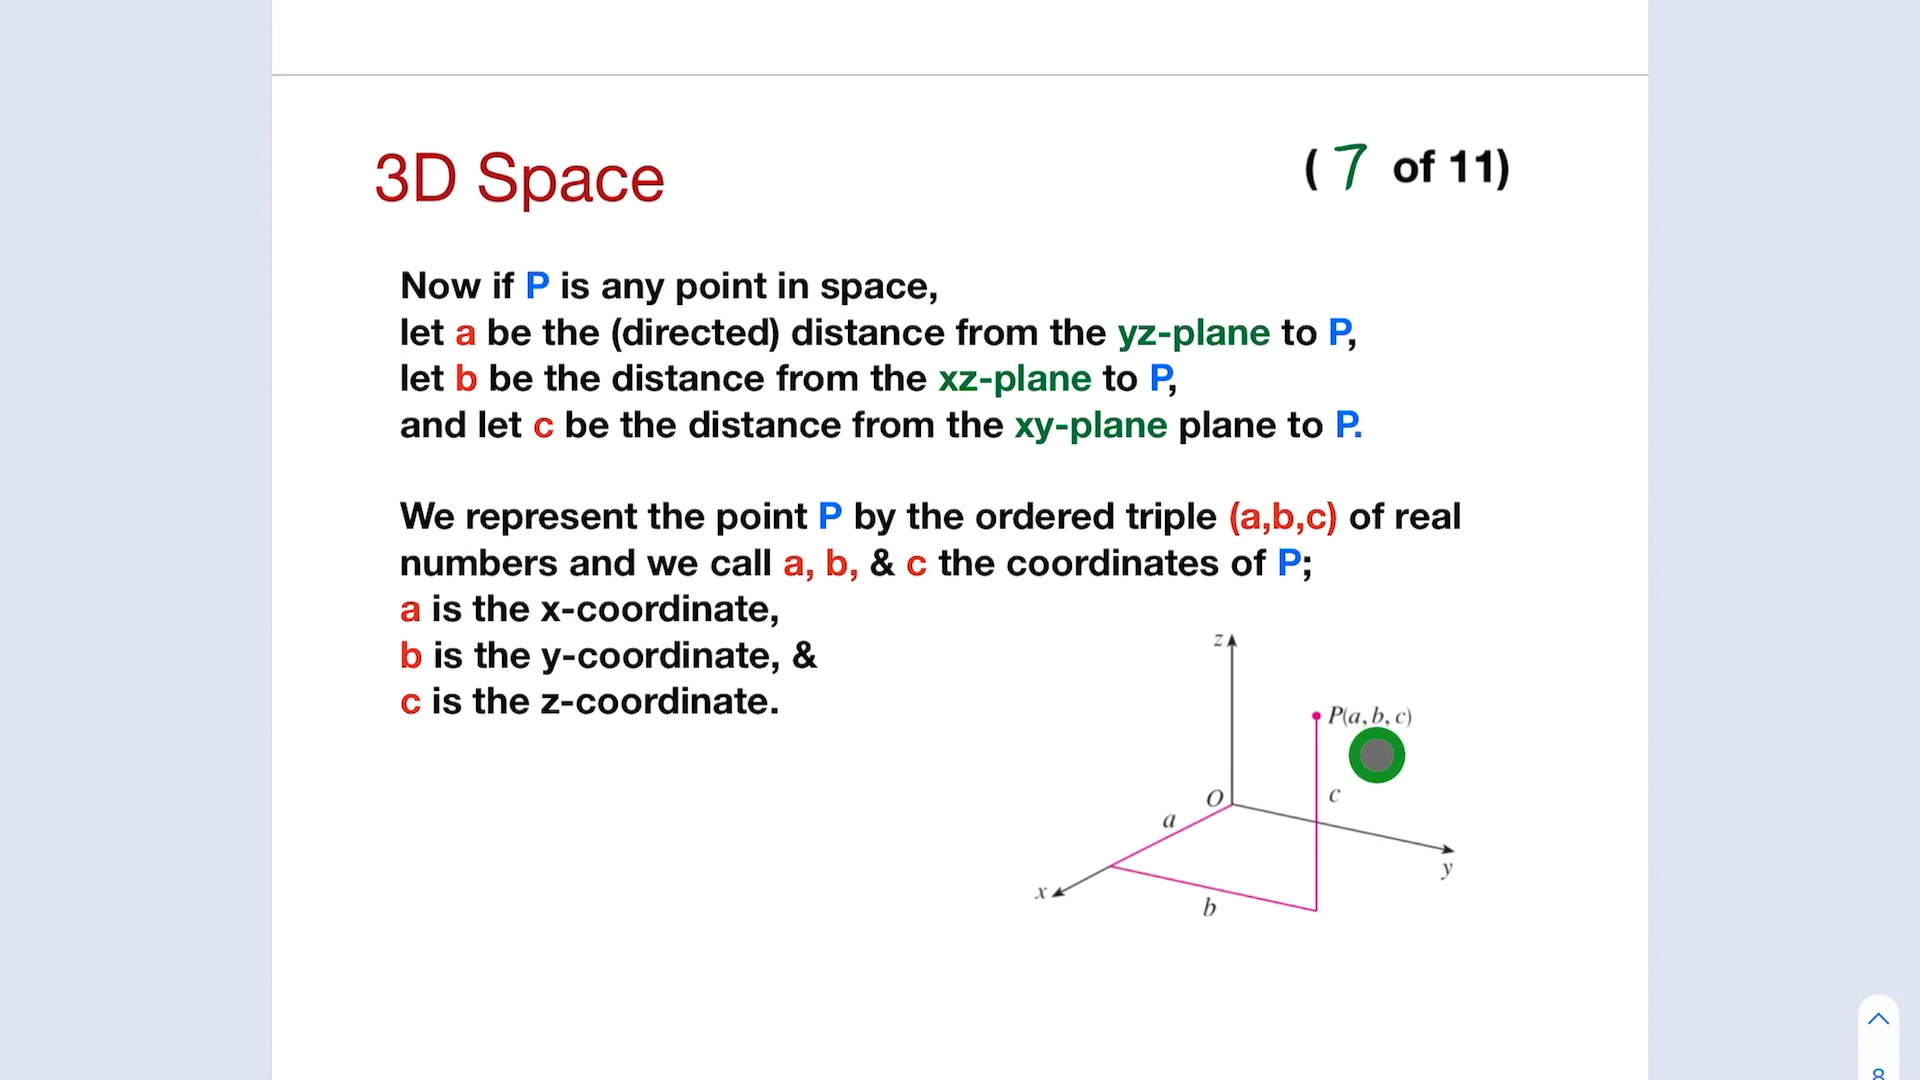 3D Space
( 7 of 11)
Now if P is any point in space,
let a be the (directed) distance from the yz-plane to P,
let b be the distance from the xz-plane to P,
and let c be the distance from the xy-plane plane to P.
We represent the point P by the ordered triple (a,b,c) of real
numbers and we call a, b, & c the coordinates of P;
a is the x-coordinate,
b is the y-coordinate, &
c is the z-coordinate.
z
P(a, b, c)
O
c
a
y
x
b
8